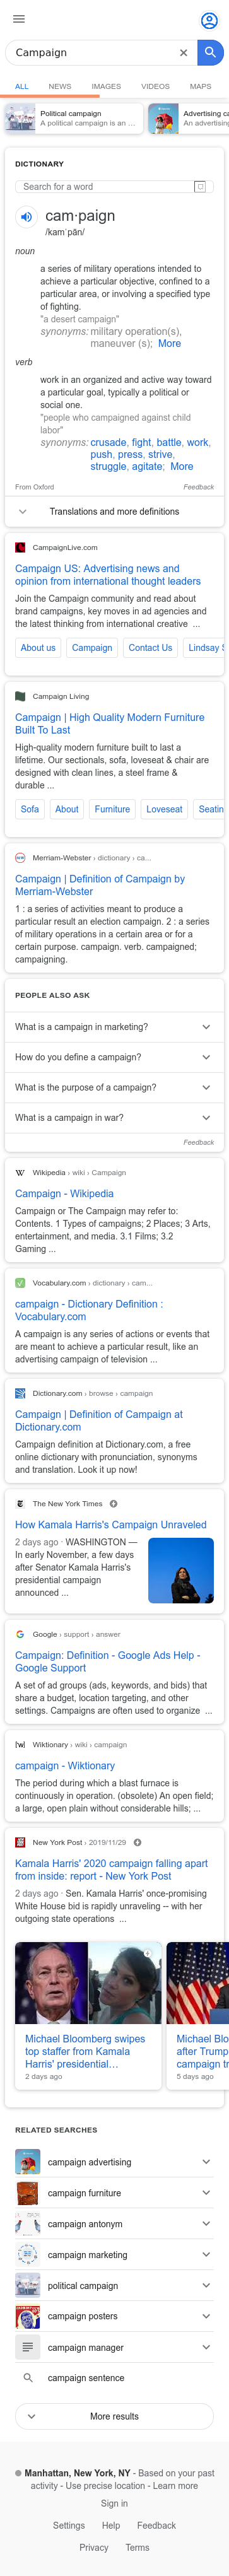 Campaign
ALL NEWS IMAGES VIDEOS MAPS
Political campaign
A political campaign is an ...
Advertising ca
An advertising
DICTIONARY
Search for a word
cam·paign
/kamˈpān/
noun
a series of military operations intended to
achieve a particular objective, confined to a
particular area, or involving a specified type
of fighting.
"a desert campaign"
synonyms: military operation(s),
maneuver (s); More
verb
work in an organized and active way toward
a particular goal, typically a political or
social one.
"people who campaigned against child
labor"
synonyms: crusade, fight, battle, work,
push, press, strive,
struggle, agitate; More
From Oxford
Feedback
Translations and more definitions
CampaignLive.com
Campaign US: Advertising news and
opinion from international thought leaders
Join the Campaign community and read about
brand campaigns, key moves in ad agencies and
the latest thinking from international creative ...
About us Campaign Contact Us Lindsay S
Campaign Living
Campaign | High Quality Modern Furniture
Built To Last
High-quality modern furniture built to last a
lifetime. Our sectionals, sofa, loveseat & chair are
designed with clean lines, a steel frame &
durable ...
Sofa About Furniture Loveseat Seatin
Merriam-Webster › dictionary › ca...
Campaign | Definition of Campaign by
Merriam-Webster
1 : a series of activities meant to produce a
particular result an election campaign. 2 : a series
of military operations in a certain area or for a
certain purpose. campaign. verb. campaigned;
campaigning.
PEOPLE ALSO ASK
What is a campaign in marketing?
How do you define a campaign?
What is the purpose of a campaign?
What is a campaign in war?
Feedback
W Wikipedia › wiki › Campaign
Campaign - Wikipedia
Campaign or The Campaign may refer to:
Contents. 1 Types of campaigns; 2 Places; 3 Arts,
entertainment, and media. 3.1 Films; 3.2
Gaming ...
Vocabulary.com › dictionary › cam...
campaign - Dictionary Definition :
Vocabulary.com
A campaign is any series of actions or events that
are meant to achieve a particular result, like an
advertising campaign of television ...
Dictionary.com › browse › campaign
Campaign | Definition of Campaign at
Dictionary.com
Campaign definition at Dictionary.com, a free
online dictionary with pronunciation, synonyms
and translation. Look it up now!
The New York Times
How Kamala Harris's Campaign Unraveled
2 days ago · WASHINGTON —
In early November, a few days
after Senator Kamala Harris's
presidential campaign
announced ...
G Google › support › answer
Campaign: Definition - Google Ads Help -
Google Support
A set of ad groups (ads, keywords, and bids) that
share a budget, location targeting, and other
settings. Campaigns are often used to organize ...
[w] Wiktionary › wiki › campaign
campaign - Wiktionary
The period during which a blast furnace is
continuously in operation. (obsolete) An open field;
a large, open plain without considerable hills; ...
New York Post › 2019/11/29
Kamala Harris' 2020 campaign falling apart
from inside: report - New York Post
2 days ago · Sen. Kamala Harris' once-promising
White House bid is rapidly unraveling -- with her
outgoing state operations ...
Michael Bloomberg swipes
top staffer from Kamala
Harris' presidential...
2 days ago
Michael Blo
after Trump
campaign tr
5 days ago
RELATED SEARCHES
campaign advertising
campaign furniture
campaign antonym
campaign marketing
political campaign
campaign posters
campaign manager
campaign sentence
More results
Manhattan, New York, NY - Based on your past
activity - Use precise location - Learn more
Sign in
Settings Help Feedback
Privacy Terms